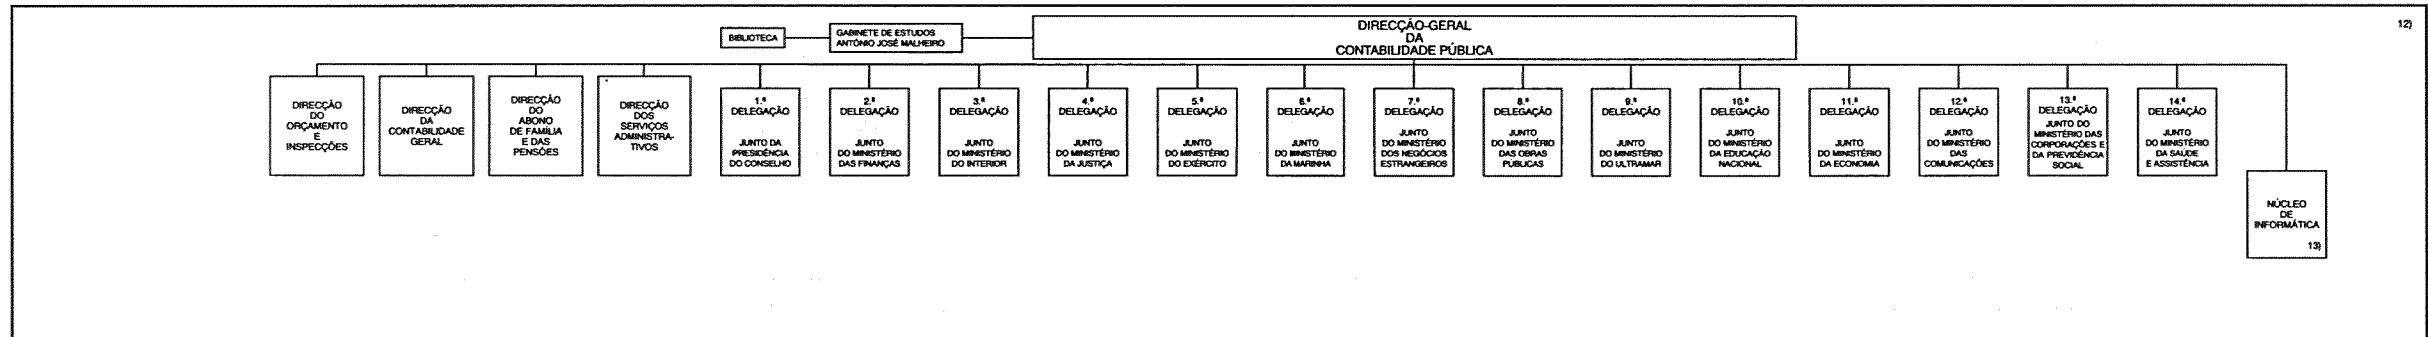 DIRECÇÃO-GERAL
DA
CONTABILIDADE PÚBLICA
12)
BIBLIOTECA
GABINETE DE ESTUDOS
ANTÓNIO JOSÉ MALHEIRO
DIRECÇÃO
DO
ORÇAMENTO
E
INSPECÇÕES
DIRECÇÃO
DA
CONTABILIDADE
GERAL
DIRECÇÃO
DO
ABONO
DE FAMÍLIA
E DAS
PENSÕES
DIRECÇÃO
DOS
SERVIÇOS
ADMINISTRA-
TIVOS
1.ª
DELEGAÇÃO
JUNTO DA
PRESIDÊNCIA
DO CONSELHO
2.ª
DELEGAÇÃO
JUNTO
DO MINISTÉRIO
DAS FINANÇAS
3.ª
DELEGAÇÃO
JUNTO
DO MINISTÉRIO
DO INTERIOR
4.ª
DELEGAÇÃO
JUNTO
DO MINISTÉRIO
DA JUSTIÇA
5.ª
DELEGAÇÃO
JUNTO
DO MINISTÉRIO
DO EXÉRCITO
6.ª
DELEGAÇÃO
JUNTO
DO MINISTÉRIO
DA MARINHA
7.ª
DELEGAÇÃO
JUNTO
DO MINISTÉRIO
DOS NEGÓCIOS
ESTRANGEIROS
8.ª
DELEGAÇÃO
JUNTO
DO MINISTÉRIO
DAS OBRAS
PÚBLICAS
9.ª
DELEGAÇÃO
JUNTO
DO MINISTÉRIO
DO ULTRAMAR
10.ª
DELEGAÇÃO
JUNTO
DO MINISTÉRIO
DA EDUCAÇÃO
NACIONAL
11.ª
DELEGAÇÃO
JUNTO
DO MINISTÉRIO
DA ECONOMIA
12.ª
DELEGAÇÃO
JUNTO
DO MINISTÉRIO
DAS
COMUNICAÇÕES
13.ª
DELEGAÇÃO
JUNTO DO
MINISTÉRIO DAS
CORPORAÇÕES E
DA PREVIDÊNCIA
SOCIAL
14.ª
DELEGAÇÃO
JUNTO
DO MINISTÉRIO
DA SAÚDE
E ASSISTÊNCIA
NÚCLEO
DE
INFORMÁTICA
13)